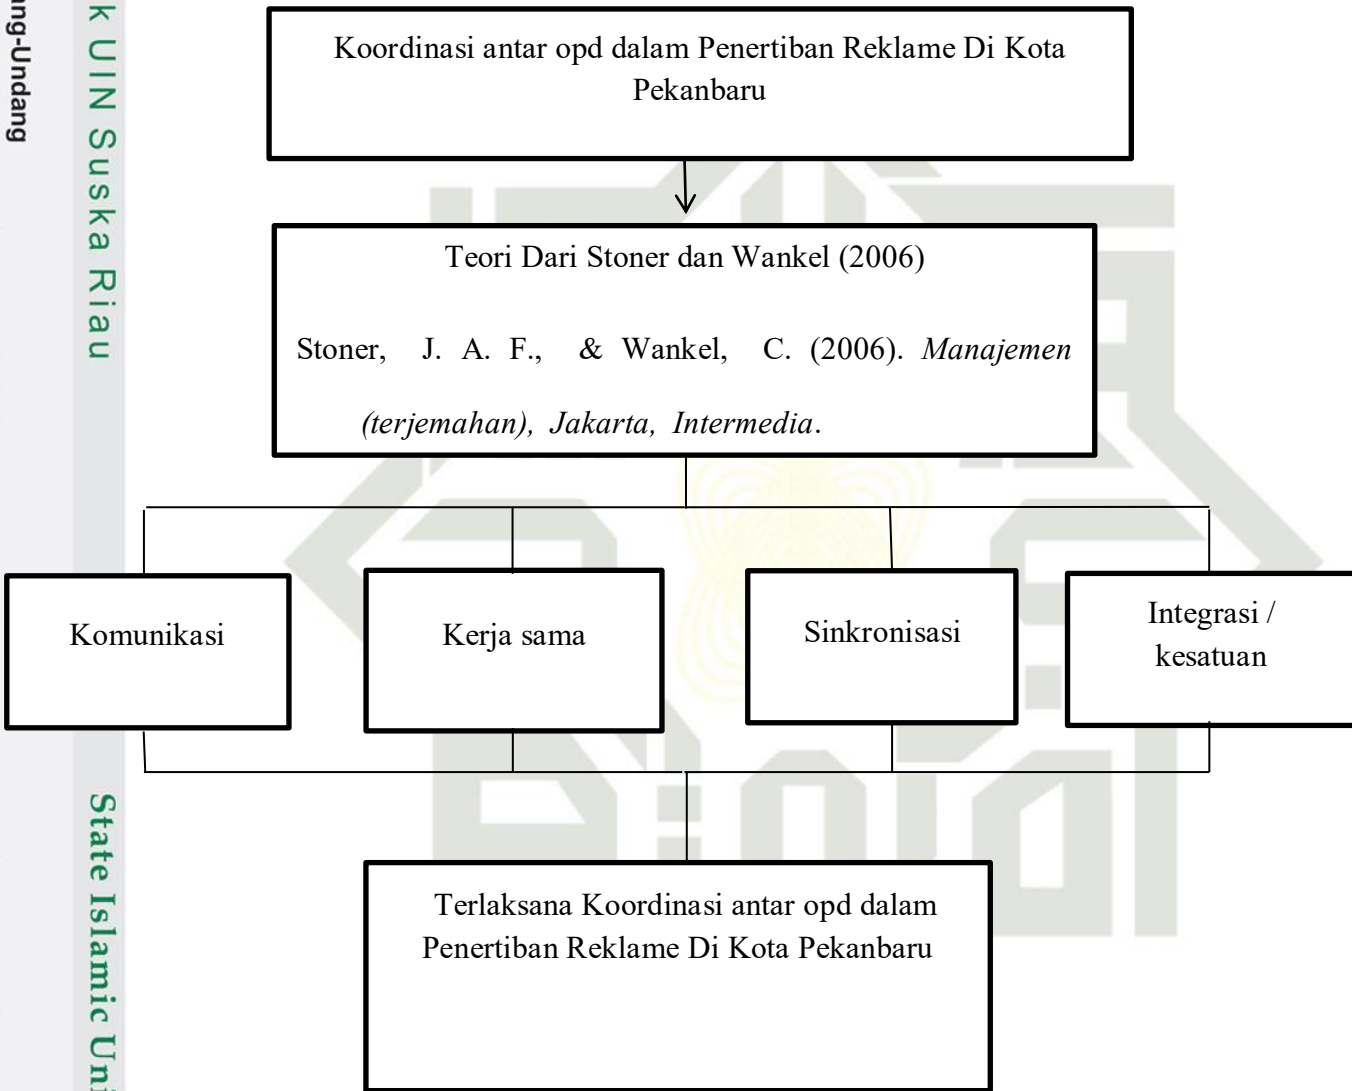 ang-Undang
k UIN Suska Riau
State Islamic Uni
Koordinasi antar opd dalam Penertiban Reklame Di Kota
Pekanbaru
Teori Dari Stoner dan Wankel (2006)
Stoner, J. A. F., & Wankel, C. (2006). Manajemen
(terjemahan), Jakarta, Intermedia.
Komunikasi
Kerja sama
Sinkronisasi
Integrasi /
kesatuan
Terlaksana Koordinasi antar opd dalam
Penertiban Reklame Di Kota Pekanbaru